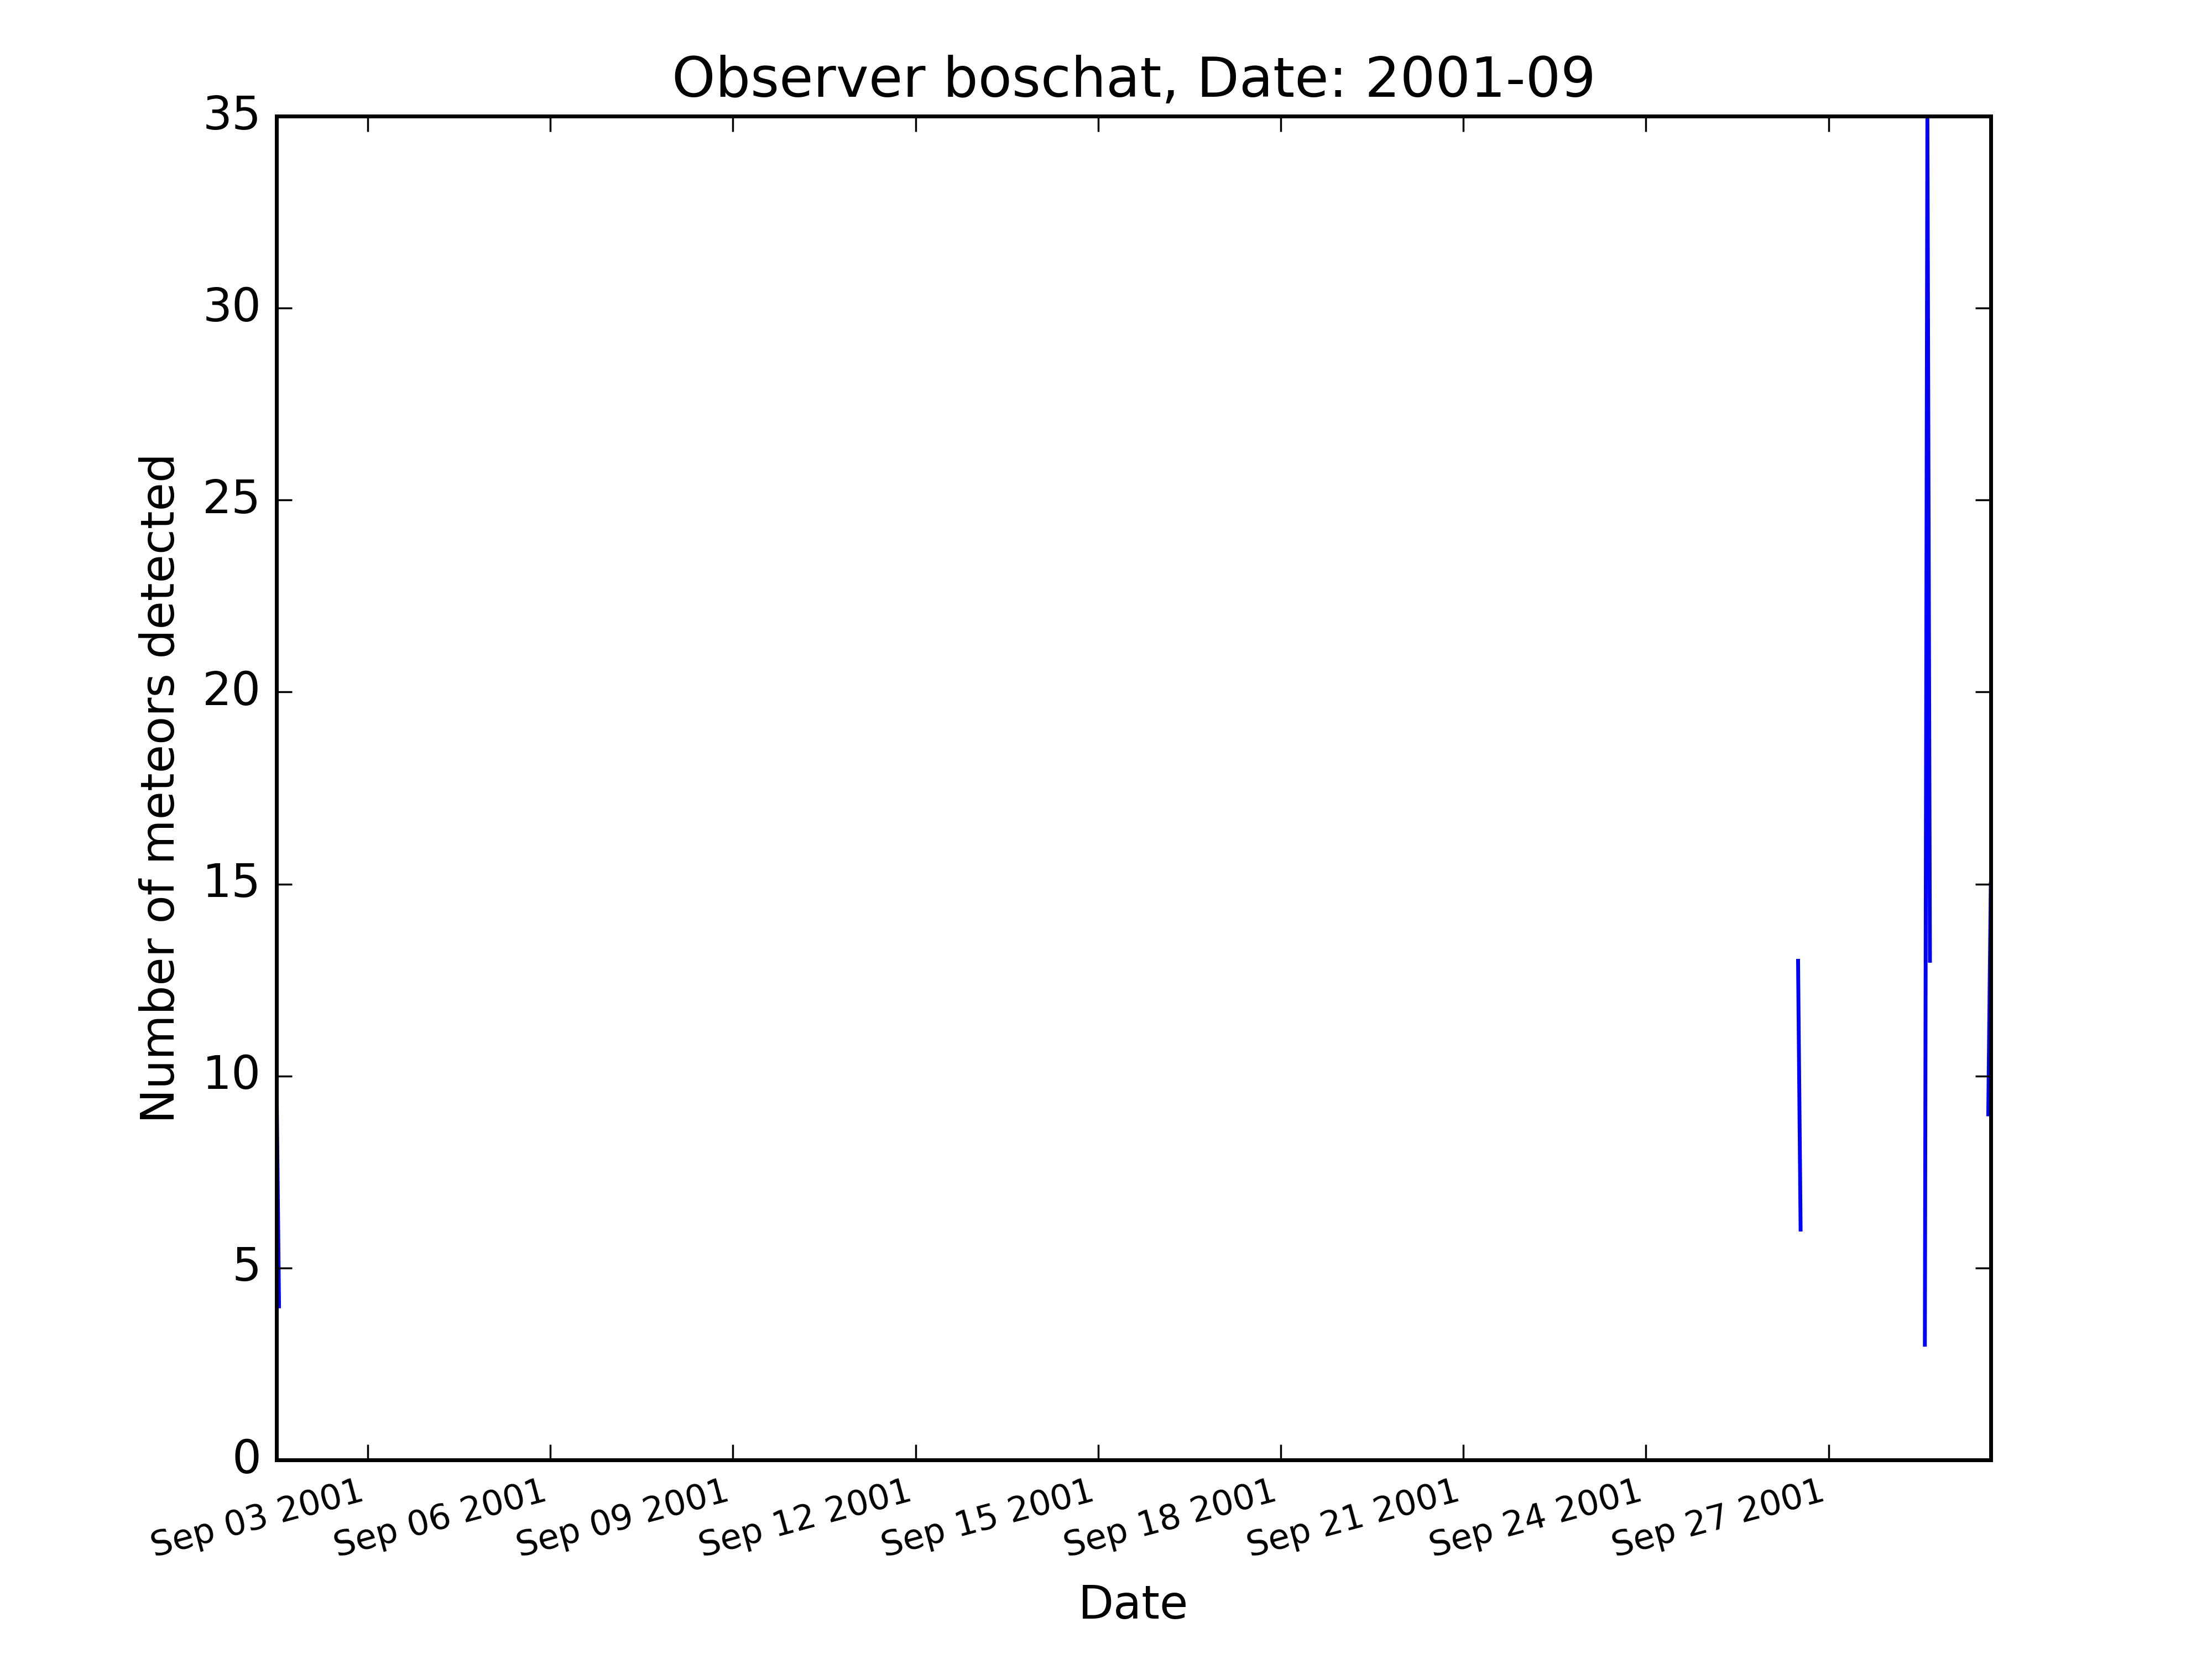 Observer boschat, Date: 2001-09
Number of meteors detected
35
30
25
20
15
10
5
0
Sep 03 2001
Sep 06 2001
Sep 09 2001
Sep 12 2001
Sep 15 2001
Sep 18 2001
Sep 21 2001
Sep 24 2001
Sep 27 2001
Date